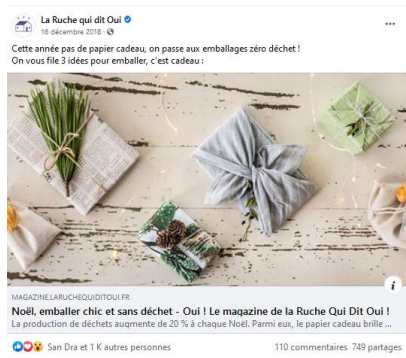 La Ruche qui dit Oui !
16 décembre 2018 ·
Cette année pas de papier cadeau, on passe aux emballages zéro déchet !
On vous file 3 idées pour emballer, c'est cadeau :
MAGAZINE.LARUCHEQUIDITOUI.FR
Noël, emballer chic et sans déchet - Oui ! Le magazine de la Ruche Qui Dit Oui !
La production de déchets augmente de 20 % à chaque Noël. Parmi eux, le papier cadeau brille ...
San Dra et 1 K autres personnes
110 commentaires 749 partages